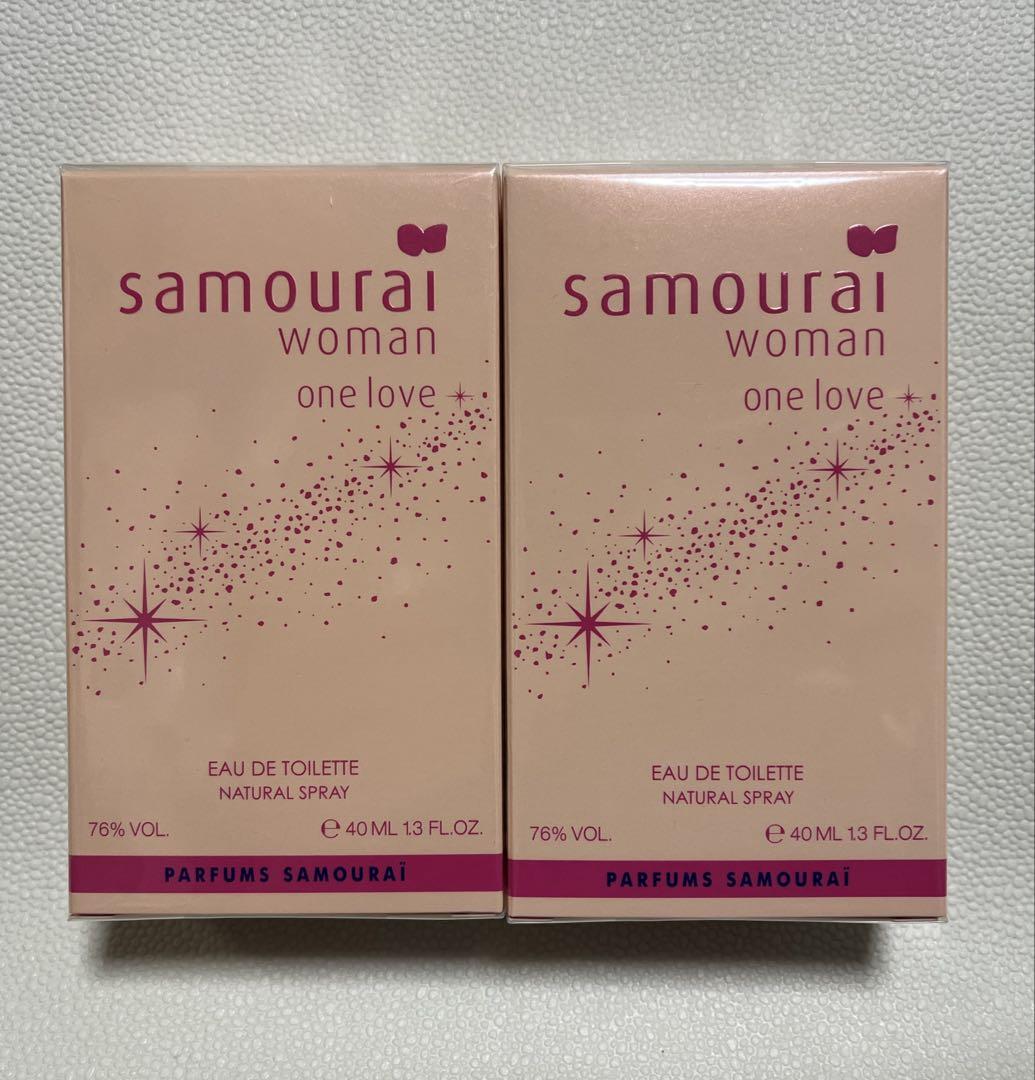 samouraï
woman
one love
EAU DE TOILETTE
NATURAL SPRAY
76% VOL.
℮ 40 ML 1.3 FL.OZ.
PARFUMS SAMOURAÏ
samouraï
woman
one love
EAU DE TOILETTE
NATURAL SPRAY
76% VOL.
℮ 40 ML 1.3 FL.OZ.
PARFUMS SAMOURAÏ